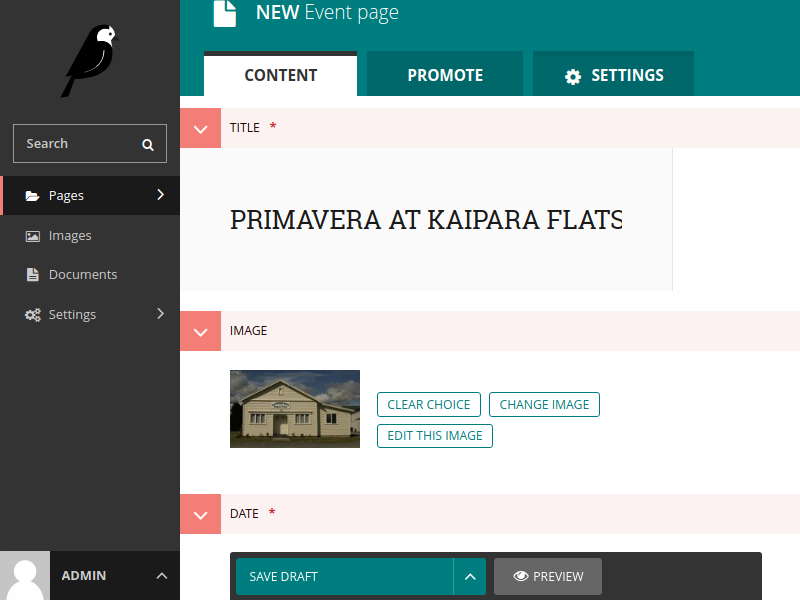 NEW Event page
CONTENT
PROMOTE
SETTINGS
Search
Pages
Images
Documents
Settings
ADMIN
TITLE *
PRIMAVERA AT KAIPARA FLATS
IMAGE
CLEAR CHOICE
CHANGE IMAGE
EDIT THIS IMAGE
DATE *
SAVE DRAFT
PREVIEW